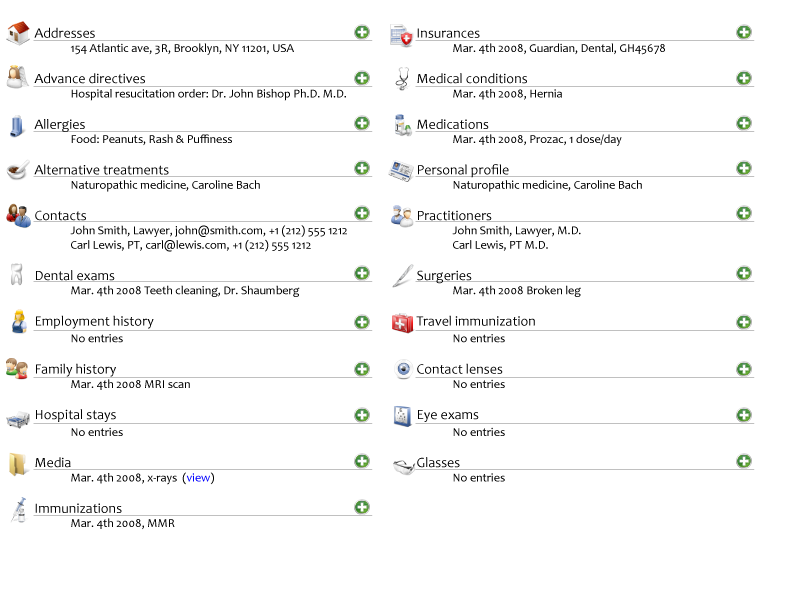 Addresses
154 Atlantic ave, 3R, Brooklyn, NY 11201, USA
Advance directives
Hospital resucitation order: Dr. John Bishop Ph.D. M.D.
Allergies
Food: Peanuts, Rash & Puffiness
Alternative treatments
Naturopathic medicine, Caroline Bach
Contacts
John Smith, Lawyer, john@smith.com, +1 (212) 555 1212
Carl Lewis, PT, carl@lewis.com, +1 (212) 555 1212
Dental exams
Mar. 4th 2008 Teeth cleaning, Dr. Shaumberg
Employment history
No entries
Family history
Mar. 4th 2008 MRI scan
Hospital stays
No entries
Media
Mar. 4th 2008, x-rays (view)
Immunizations
Mar. 4th 2008, MMR
Insurances
Mar. 4th 2008, Guardian, Dental, GH45678
Medical conditions
Mar. 4th 2008, Hernia
Medications
Mar. 4th 2008, Prozac, 1 dose/day
Personal profile
Naturopathic medicine, Caroline Bach
Practitioners
John Smith, Lawyer, M.D.
Carl Lewis, PT M.D.
Surgeries
Mar. 4th 2008 Broken leg
Travel immunization
No entries
Contact lenses
No entries
Eye exams
No entries
Glasses
No entries